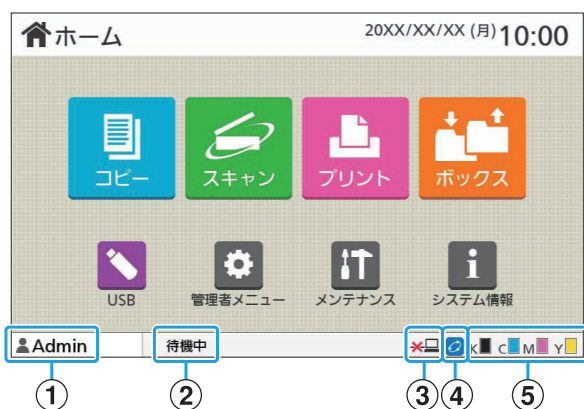 ホーム 20XX/XX/XX (月) 10:00
コピー スキャン プリント ボックス
USB 管理者メニュー メンテナンス システム情報
Admin 待機中 K C M Y
① ② ③ ④ ⑤